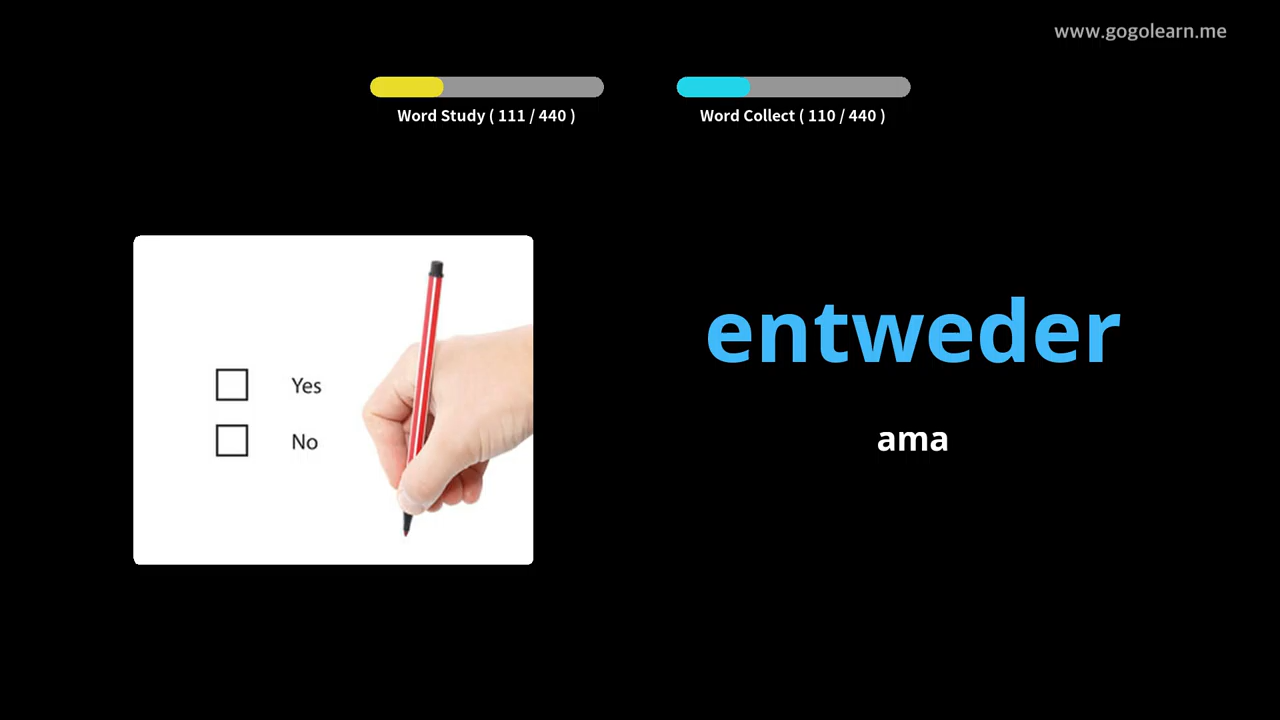 www.gogolearn.me
Word Study ( 111 / 440 )
Word Collect ( 110 / 440 )
Yes
No
entweder
ama